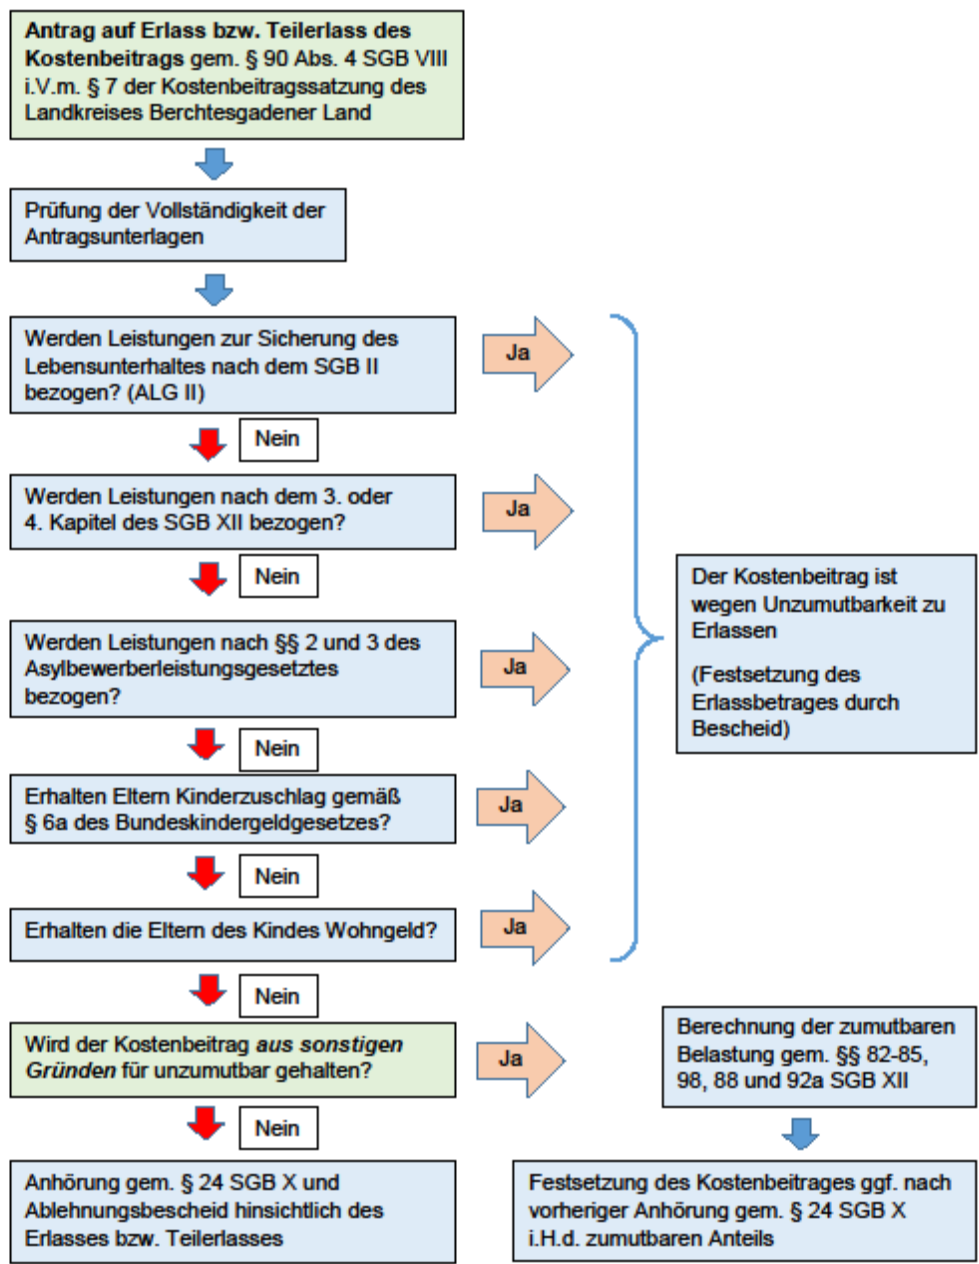 Antrag auf Erlass bzw. Teilerlass des
Kostenbeitrags gem. § 90 Abs. 4 SGB VIII
i.V.m. § 7 der Kostenbeitragssatzung des
Landkreises Berchtesgadener Land
Prüfung der Vollständigkeit der
Antragsunterlagen
Werden Leistungen zur Sicherung des
Lebensunterhaltes nach dem SGB II
bezogen? (ALG II)
Ja
Nein
Werden Leistungen nach dem 3. oder
4. Kapitel des SGB XII bezogen?
Ja
Nein
Werden Leistungen nach §§ 2 und 3 des
Asylbewerberleistungsgesetztes
bezogen?
Ja
Nein
Erhalten Eltern Kinderzuschlag gemäß
§ 6a des Bundeskindergeldgesetzes?
Ja
Nein
Erhalten die Eltern des Kindes Wohngeld?
Ja
Nein
Der Kostenbeitrag ist
wegen Unzumutbarkeit zu
Erlassen
(Festsetzung des
Erlassbetrages durch
Bescheid)
Wird der Kostenbeitrag aus sonstigen
Gründen für unzumutbar gehalten?
Ja
Nein
Berechnung der zumutbaren
Belastung gem. §§ 82-85,
98, 88 und 92a SGB XII
Anhörung gem. § 24 SGB X und
Ablehnungsbescheid hinsichtlich des
Erlasses bzw. Teilerlasses
Festsetzung des Kostenbeitrages ggf. nach
vorheriger Anhörung gem. § 24 SGB X
i.H.d. zumutbaren Anteils